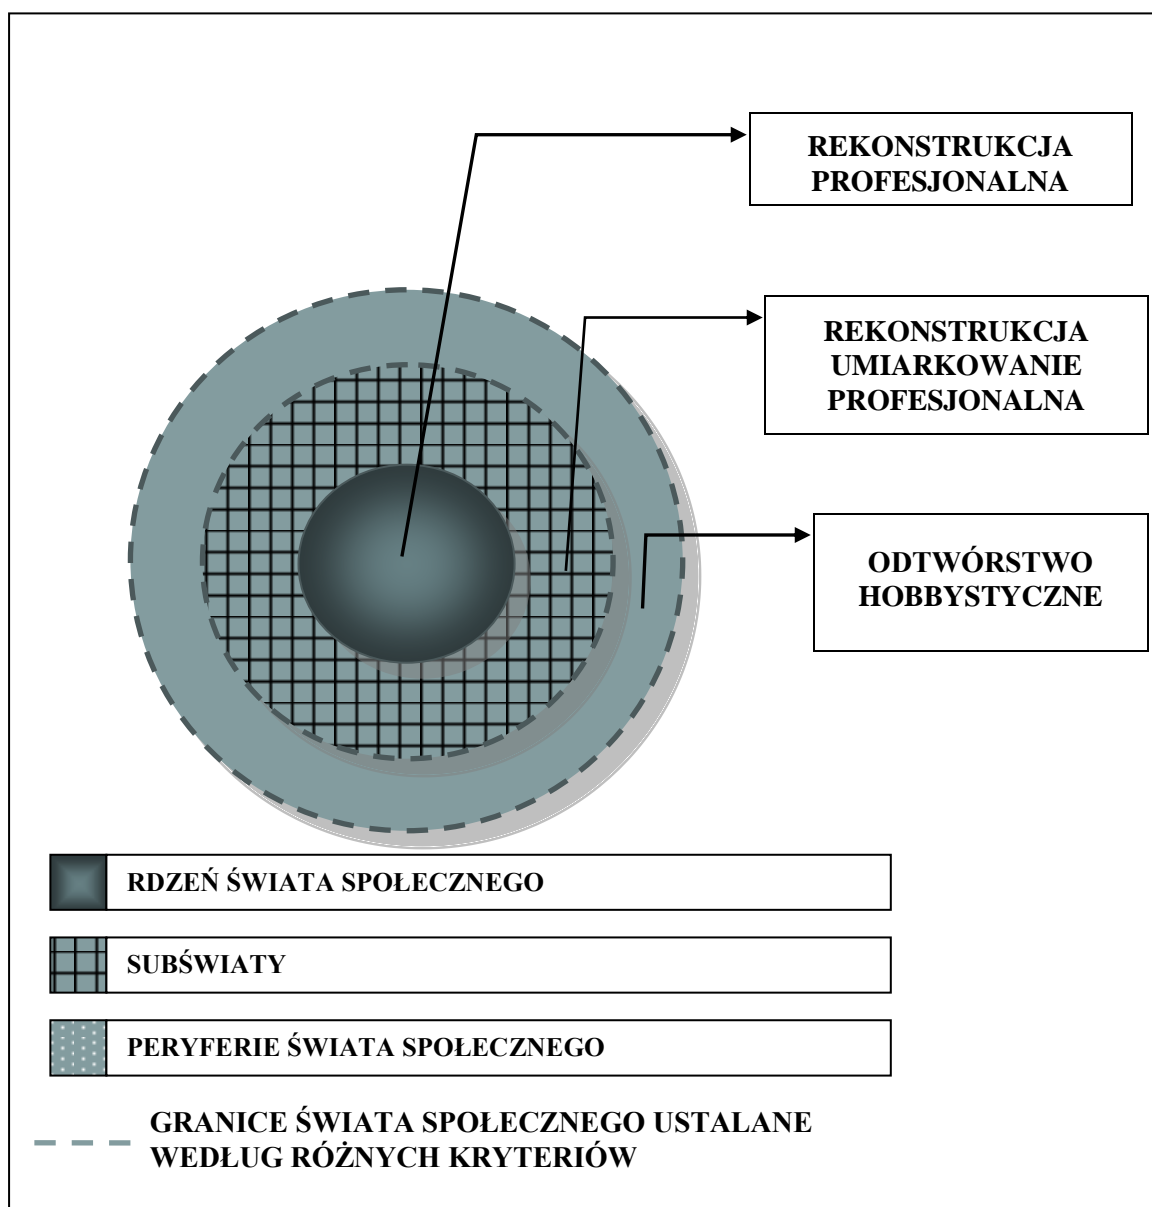 REKONSTRUKCJA
PROFESJONALNA
REKONSTRUKCJA
UMIARKOWANIE
PROFESJONALNA
ODTWÓRSTWO
HOBBYSTYCZNE
RDZEŃ ŚWIATA SPOŁECZNEGO
SUBŚWIATY
PERYFERIE ŚWIATA SPOŁECZNEGO
GRANICE ŚWIATA SPOŁECZNEGO USTALANE
WEDŁUG RÓŻNYCH KRYTERIÓW